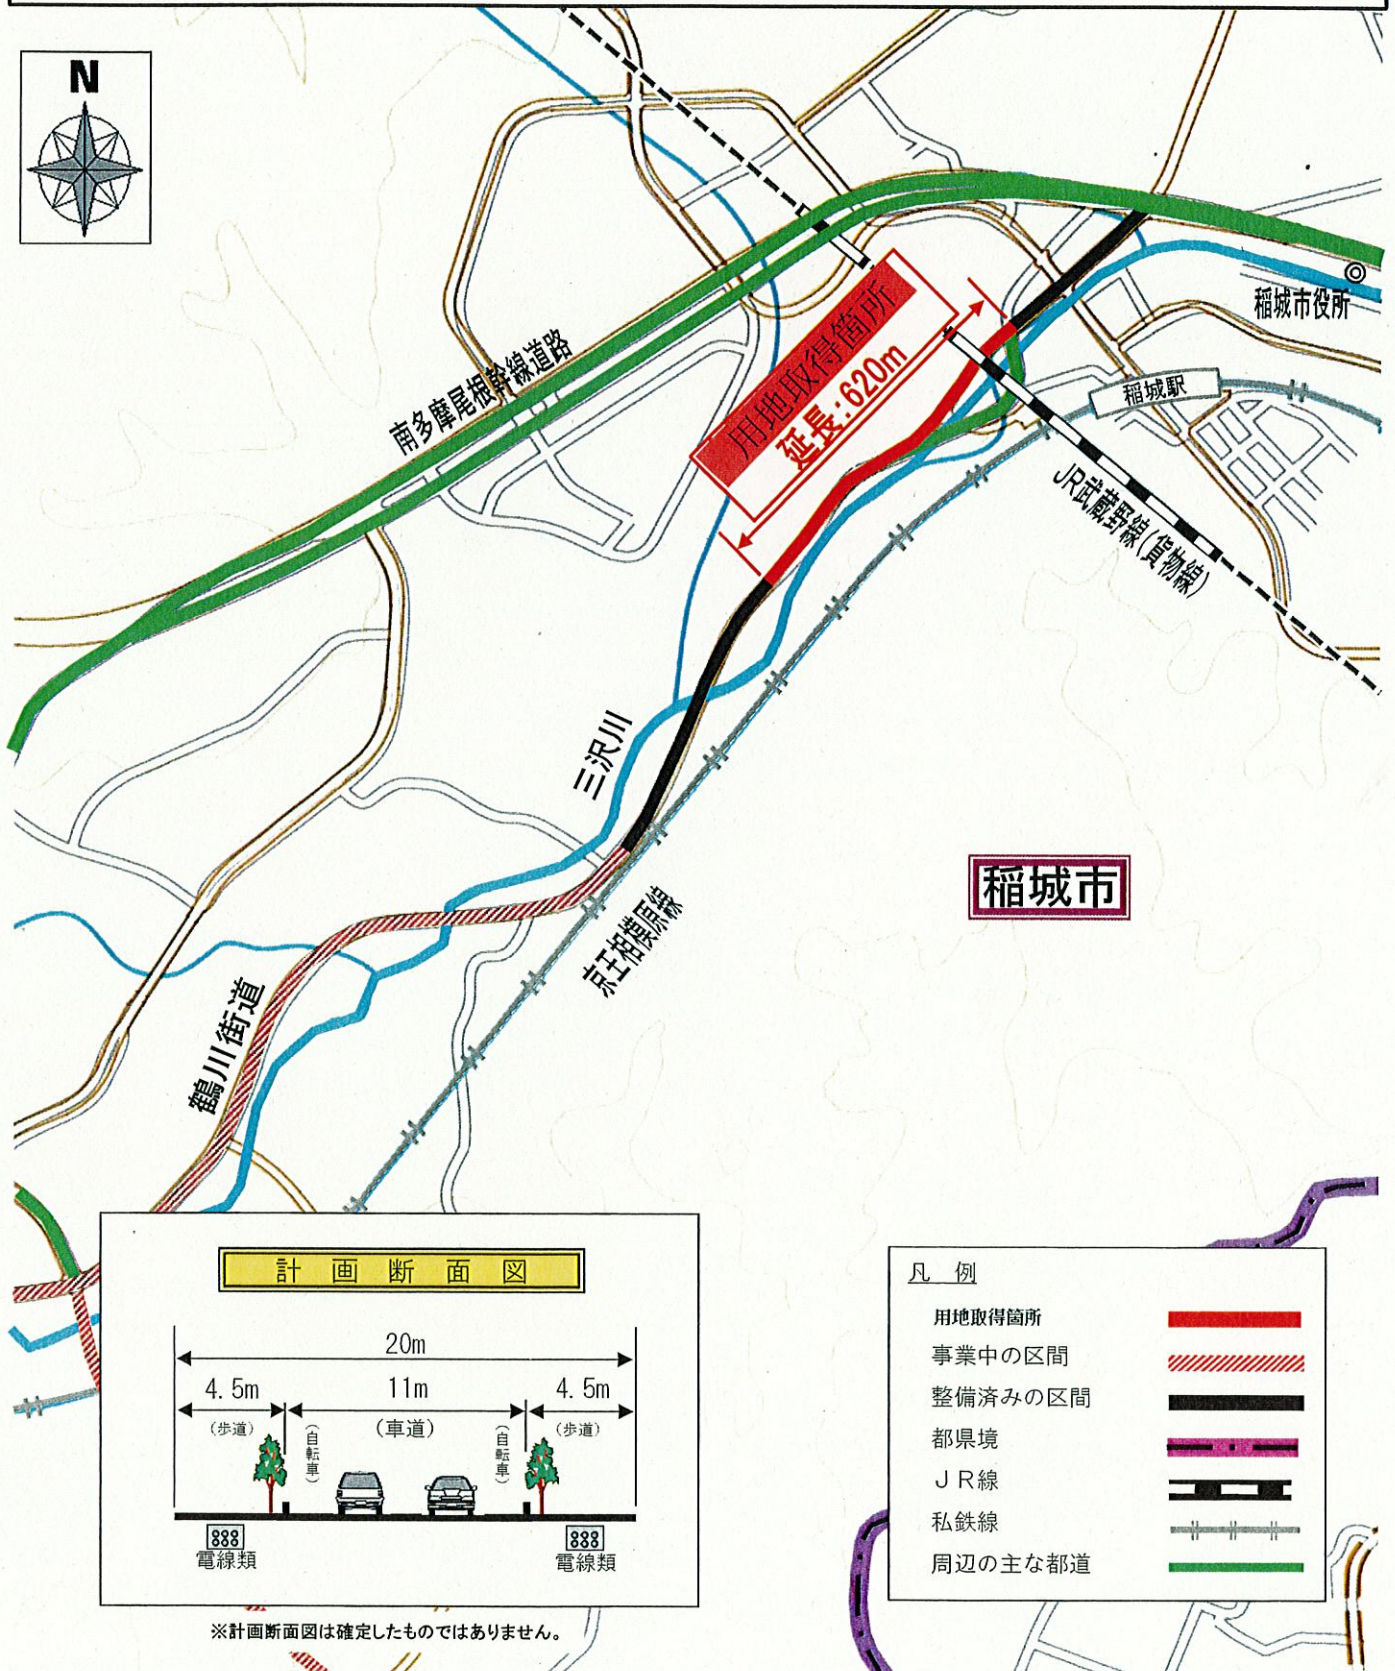 N
稲城市役所
用地取得箇所
延長:620m
南多摩尾根幹線道路
稲城駅
JR武蔵野線(貨物線)
三沢川
稲城市
京王相模原線
鶴川街道
計画断面図
20m
4.5m
11m
4.5m
(歩道)
(自転車)
(車道)
(自転車)
(歩道)
電線類
電線類
※計画断面図は確定したものではありません。
凡 例
用地取得箇所
事業中の区間
整備済みの区間
都県境
JR線
私鉄線
周辺の主な都道